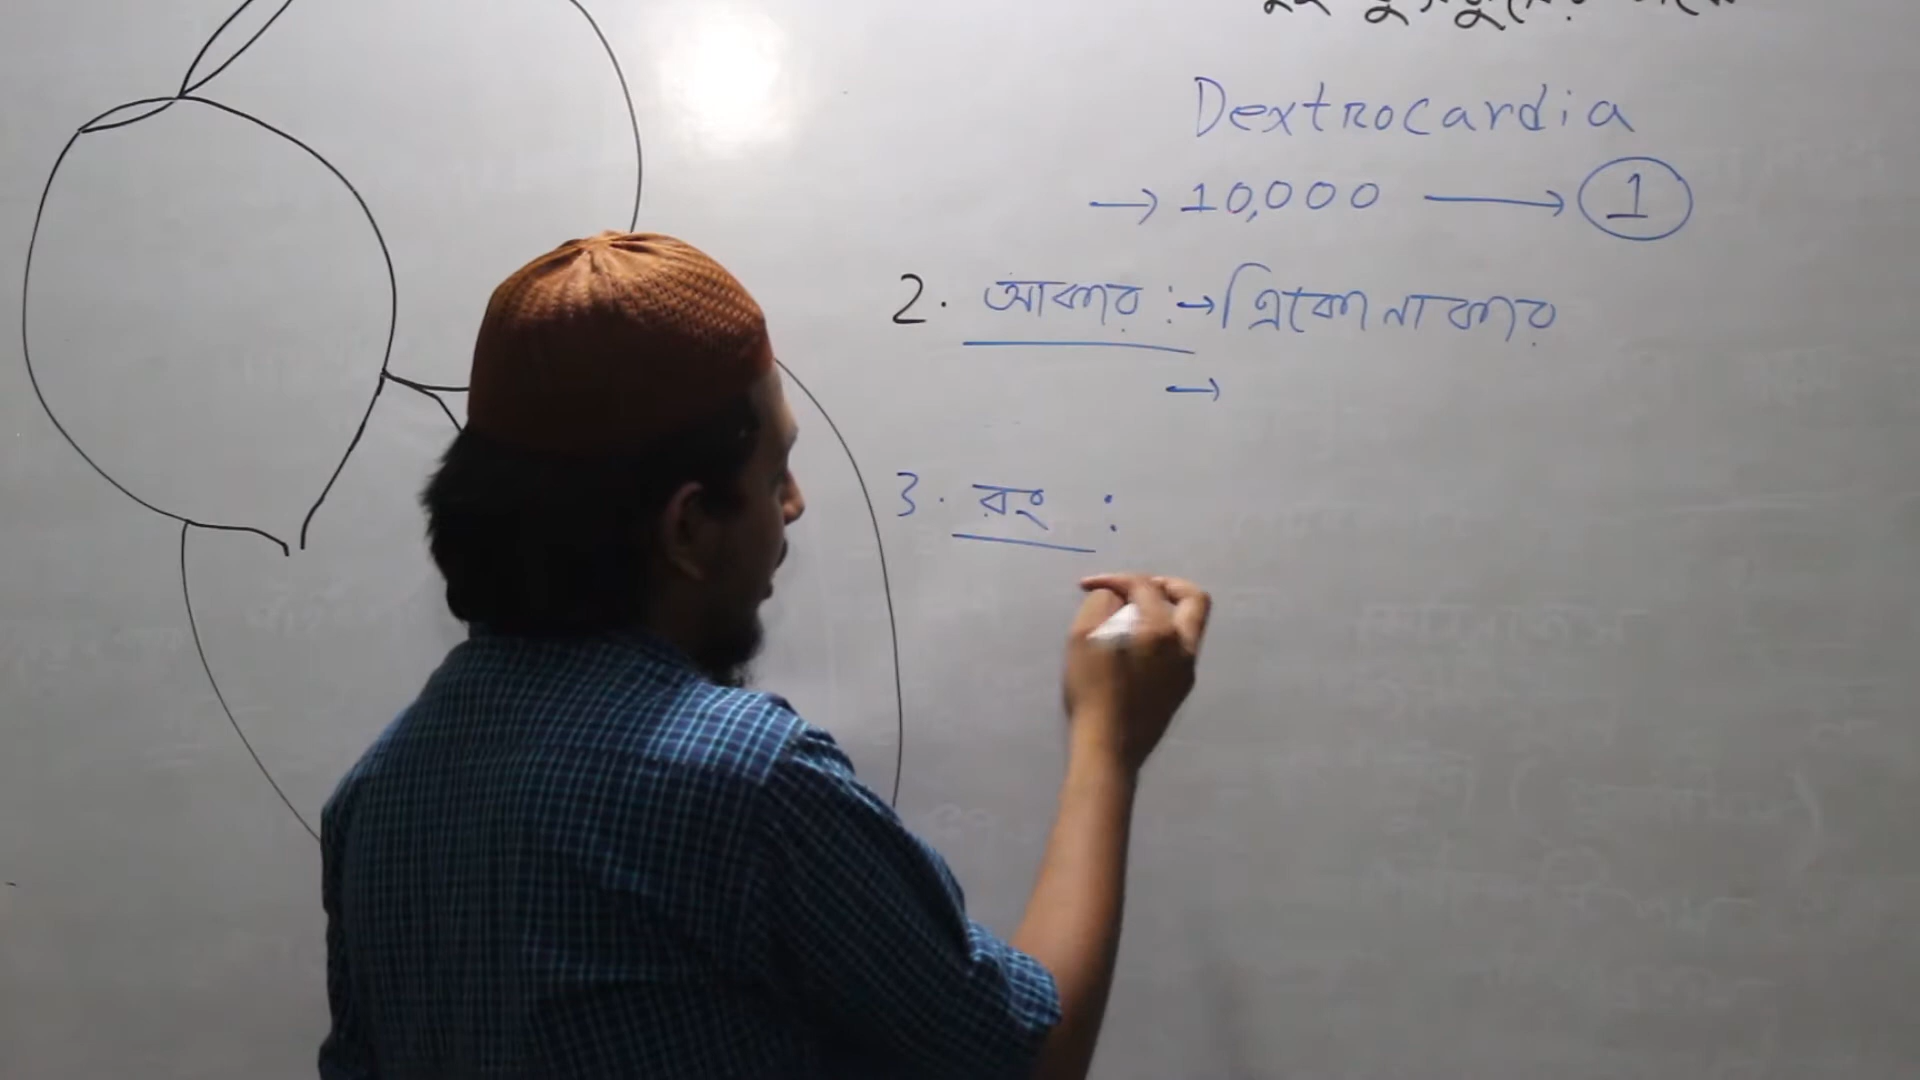 Dextrocardia
→ 10,000 → 1
2. আকার :→ ত্রিকোনাকার
→
3. রং :